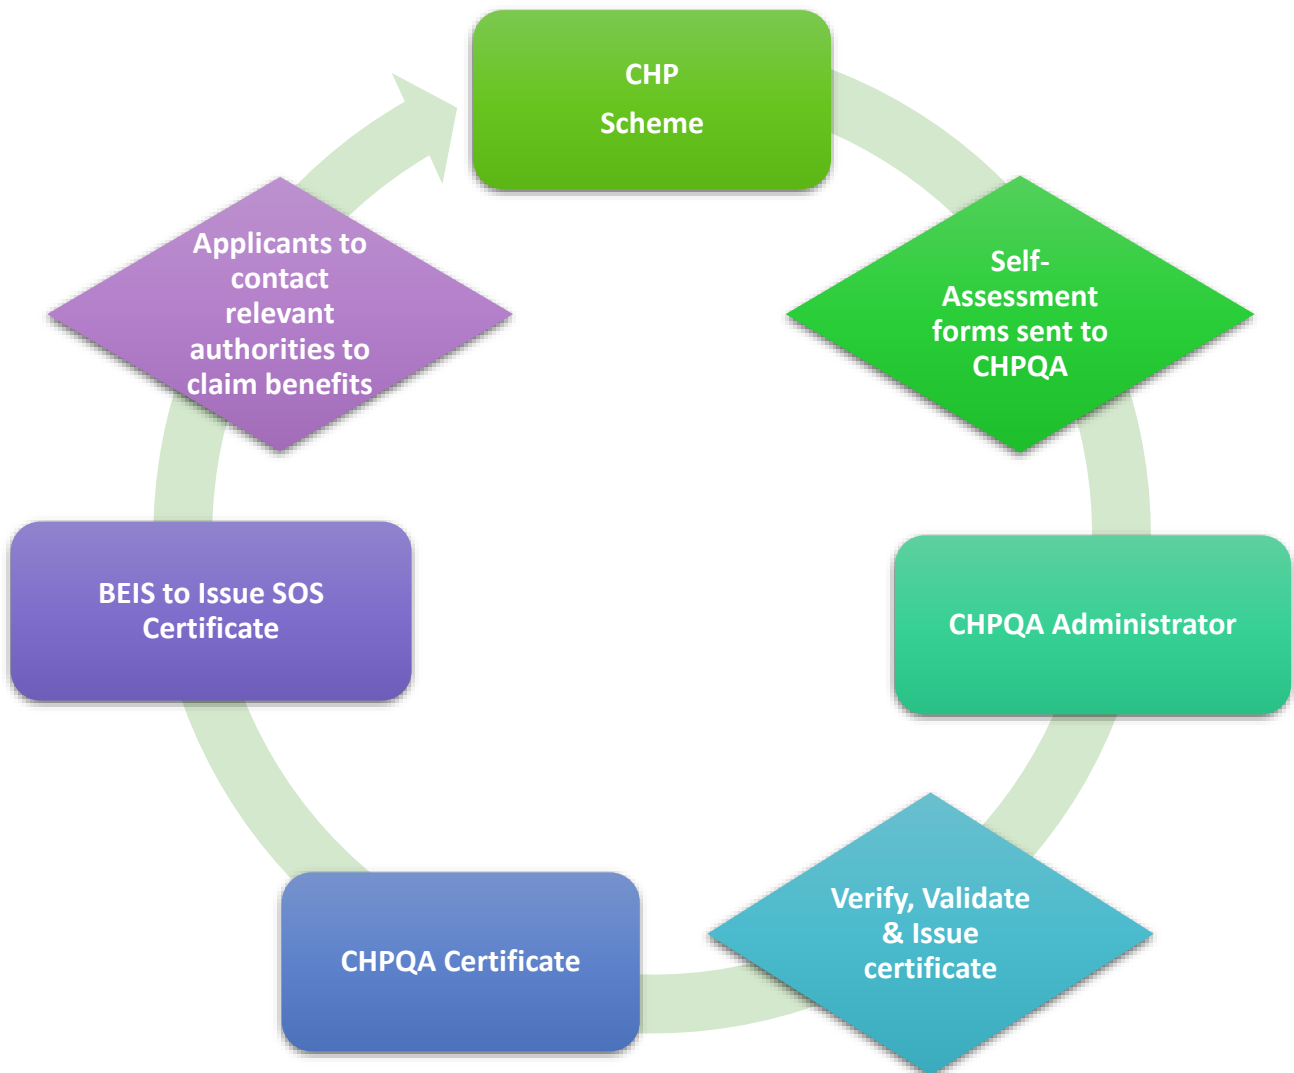 CHP
Scheme
Self-
Assessment
forms sent to
CHPQA
CHPQA Administrator
Verify, Validate
& Issue
certificate
CHPQA Certificate
BEIS to Issue SOS
Certificate
Applicants to
contact
relevant
authorities to
claim benefits